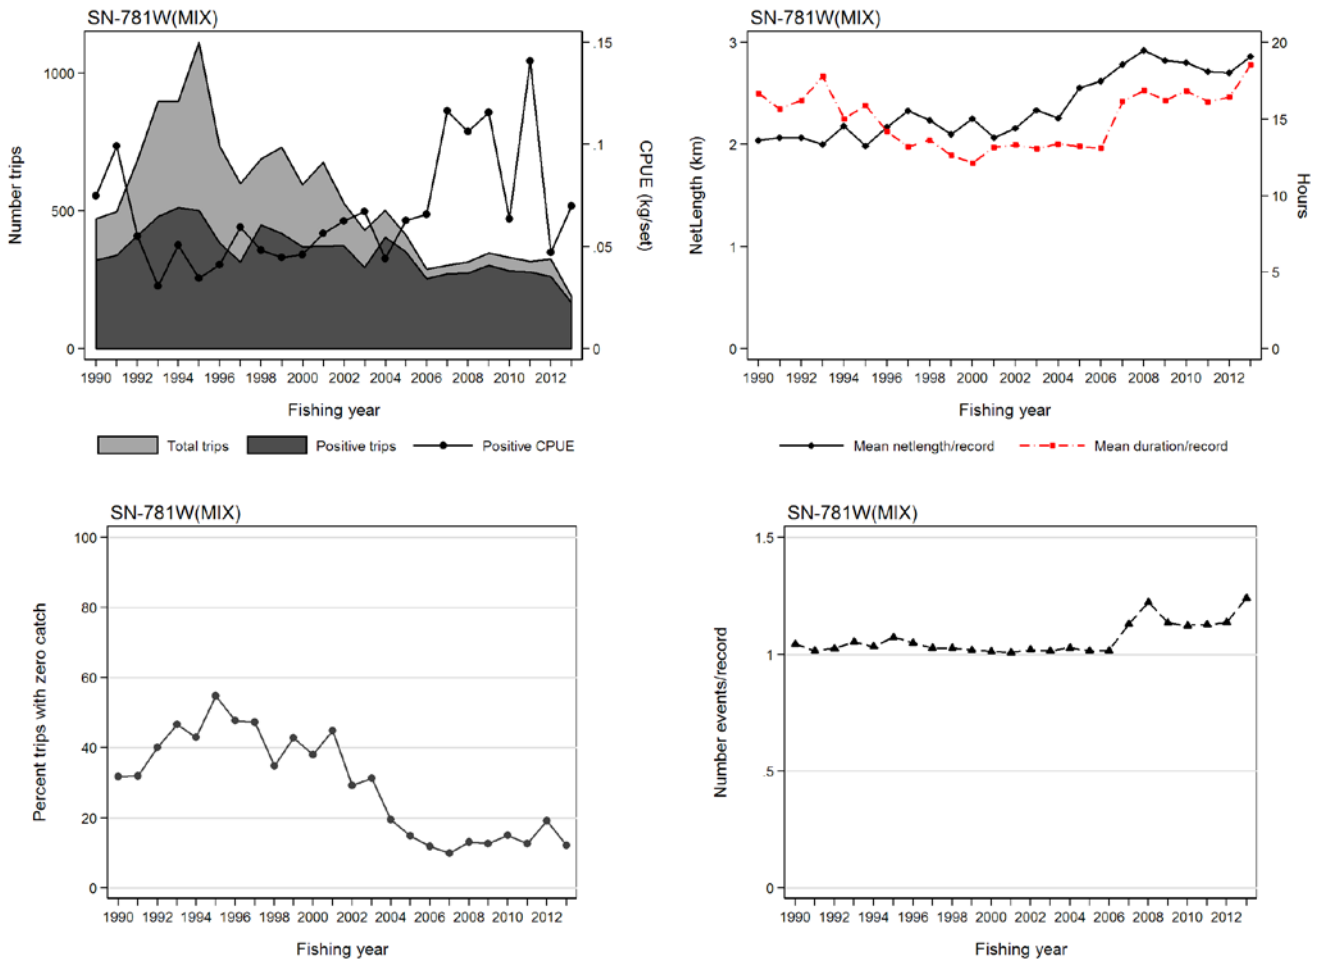 SN-781W(MIX)
1000
500
0
.15
.1
.05
0
Number trips
CPUE (kg/set)
1990 1992 1994 1996 1998 2000 2002 2004 2006 2008 2010 2012
Fishing year
Total trips Positive trips Positive CPUE
SN-781W(MIX)
3
2
1
0
20
15
10
5
0
NetLength (km)
Hours
1990 1992 1994 1996 1998 2000 2002 2004 2006 2008 2010 2012
Fishing year
Mean netlength/record Mean duration/record
SN-781W(MIX)
100
80
60
40
20
0
Percent trips with zero catch
1990 1992 1994 1996 1998 2000 2002 2004 2006 2008 2010 2012
Fishing year
SN-781W(MIX)
1.5
1
.5
0
Number events/record
1990 1992 1994 1996 1998 2000 2002 2004 2006 2008 2010 2012
Fishing year